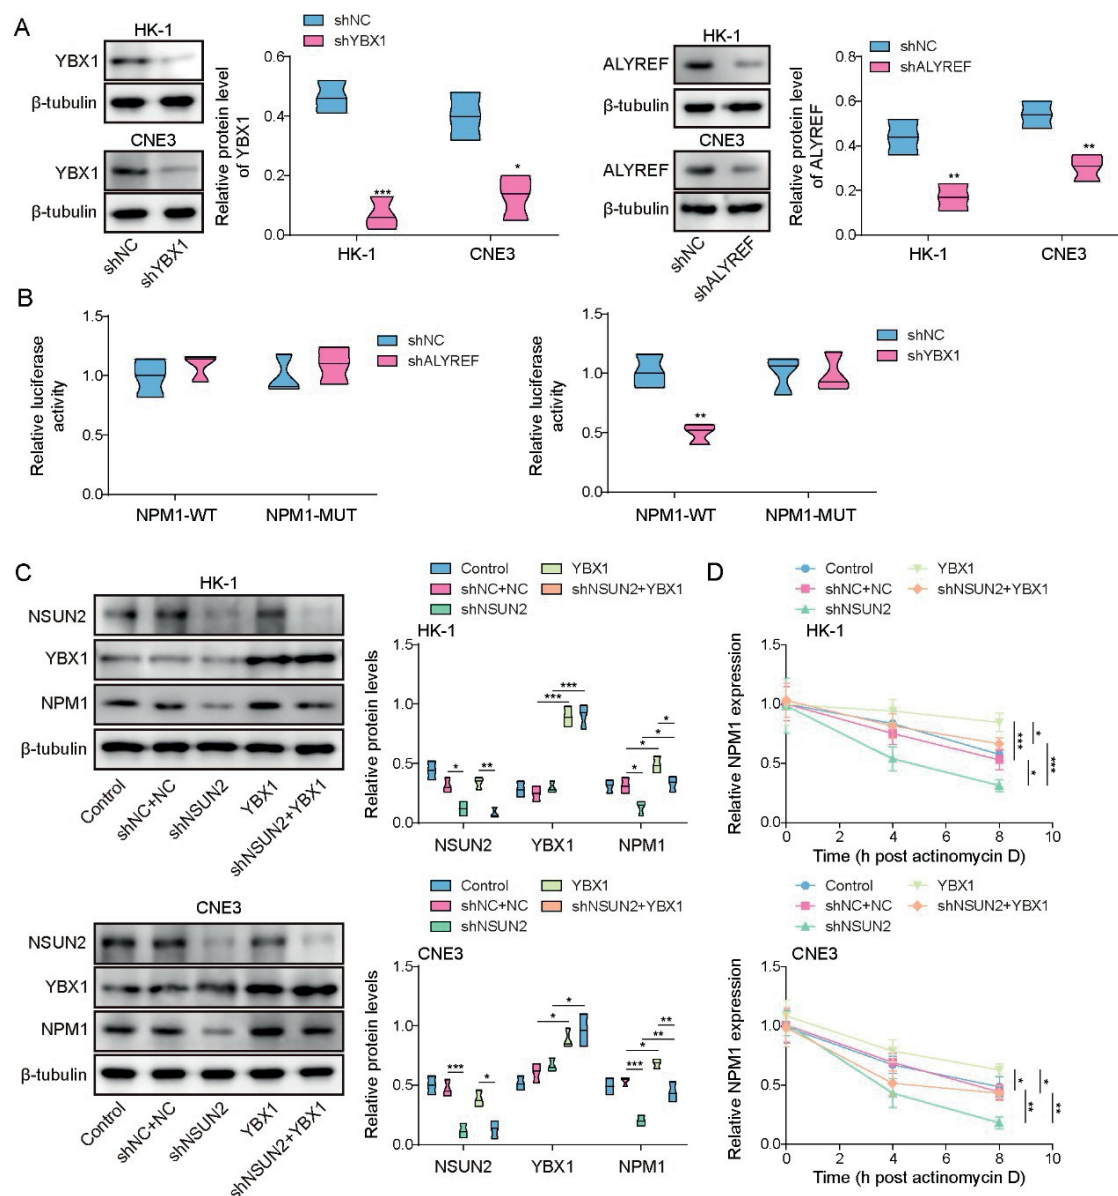 A
HK-1
YBX1
β-tubulin
CNE3
YBX1
β-tubulin
shNC
shYBX1
shNC
shYBX1
Relative protein level
of YBX1
0.6
0.4
0.2
0.0
***
*
HK-1
CNE3
HK-1
ALYREF
β-tubulin
CNE3
ALYREF
β-tubulin
shNC
shALYREF
shNC
shALYREF
Relative protein level
of ALYREF
0.8
0.6
0.4
0.2
0.0
**
**
HK-1
CNE3
B
Relative luciferase
activity
1.5
1.0
0.5
0.0
shNC
shALYREF
NPM1-WT
NPM1-MUT
Relative luciferase
activity
1.5
1.0
0.5
0.0
**
shNC
shYBX1
NPM1-WT
NPM1-MUT
C
HK-1
NSUN2
YBX1
NPM1
β-tubulin
Control
shNC+NC
shNSUN2
YBX1
shNSUN2+YBX1
Control
YBX1
shNC+NC
shNSUN2+YBX1
shNSUN2
HK-1
Relative protein levels
1.5
1.0
0.5
0.0
*
**
***
***
*
*
*
*
NSUN2
YBX1
NPM1
CNE3
NSUN2
YBX1
NPM1
β-tubulin
Control
shNC+NC
shNSUN2
YBX1
shNSUN2+YBX1
Control
YBX1
shNC+NC
shNSUN2+YBX1
shNSUN2
CNE3
Relative protein levels
1.5
1.0
0.5
0.0
***
*
*
*
***
*
**
**
NSUN2
YBX1
NPM1
D
Control
YBX1
shNC+NC
shNSUN2+YBX1
shNSUN2
HK-1
Relative NPM1 expression
1.5
1.0
0.5
0.0
***
*
*
***
0
2
4
6
8
10
Time (h post actinomycin D)
Control
YBX1
shNC+NC
shNSUN2+YBX1
shNSUN2
CNE3
Relative NPM1 expression
1.5
1.0
0.5
0.0
*
**
*
**
0
2
4
6
8
10
Time (h post actinomycin D)